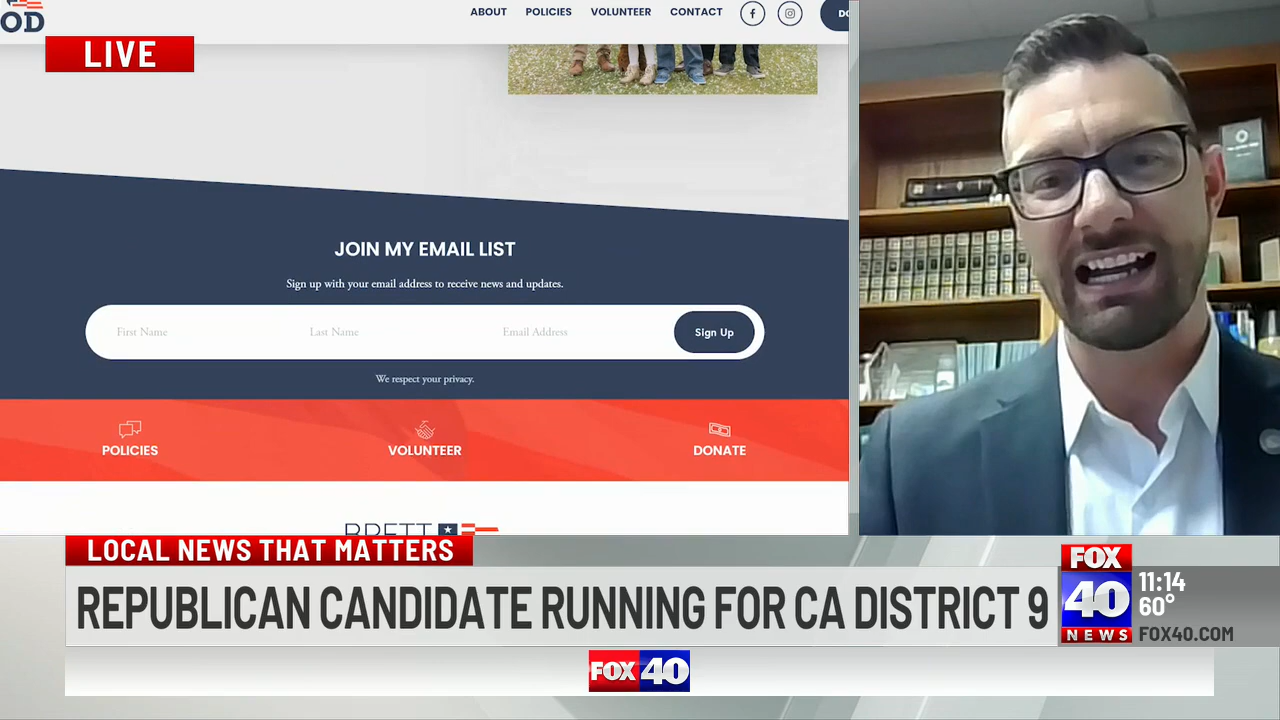 OD
ABOUT POLICIES VOLUNTEER CONTACT
LIVE
JOIN MY EMAIL LIST
Sign up with your email address to receive news and updates.
First Name Last Name Email Address Sign Up
We respect your privacy.
POLICIES VOLUNTEER DONATE
BRETT
LOCAL NEWS THAT MATTERS
REPUBLICAN CANDIDATE RUNNING FOR CA DISTRICT 9
FOX
40
NEWS
11:14
60°
FOX40.COM
FOX 40